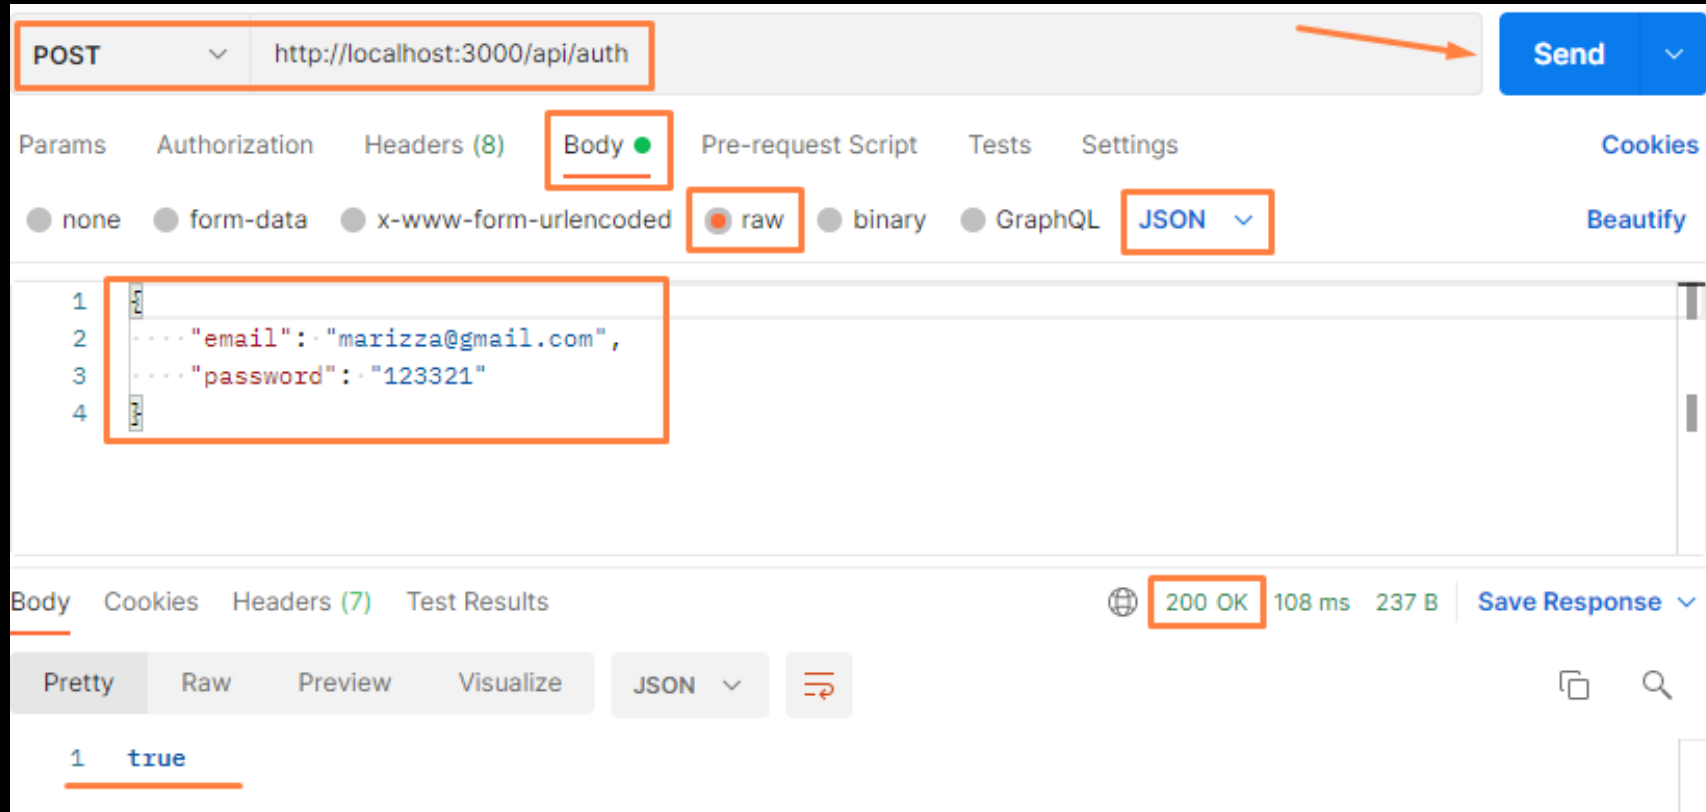 POST http://localhost:3000/api/auth Send
Params Authorization Headers (8) Body Pre-request Script Tests Settings Cookies
none form-data x-www-form-urlencoded raw binary GraphQL JSON Beautify
1 {
2 "email": "marizza@gmail.com",
3 "password": "123321"
4 }
Body Cookies Headers (7) Test Results 200 OK 108 ms 237 B Save Response
Pretty Raw Preview Visualize JSON
1 true